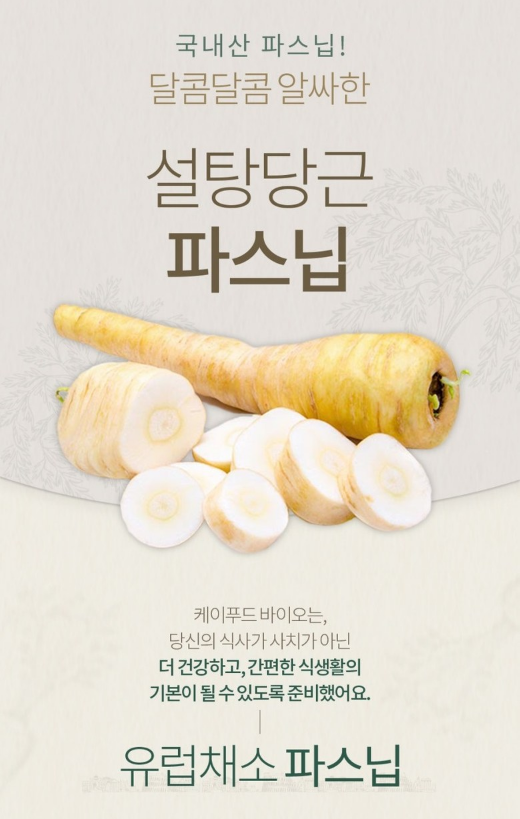 국내산 파스닙!
달콤달콤 알싸한
설탕당근
파스닙
케이푸드 바이오는,
당신의 식사가 사치가 아닌
더 건강하고, 간편한 식생활의
기본이 될 수 있도록 준비했어요.
유럽채소 파스닙